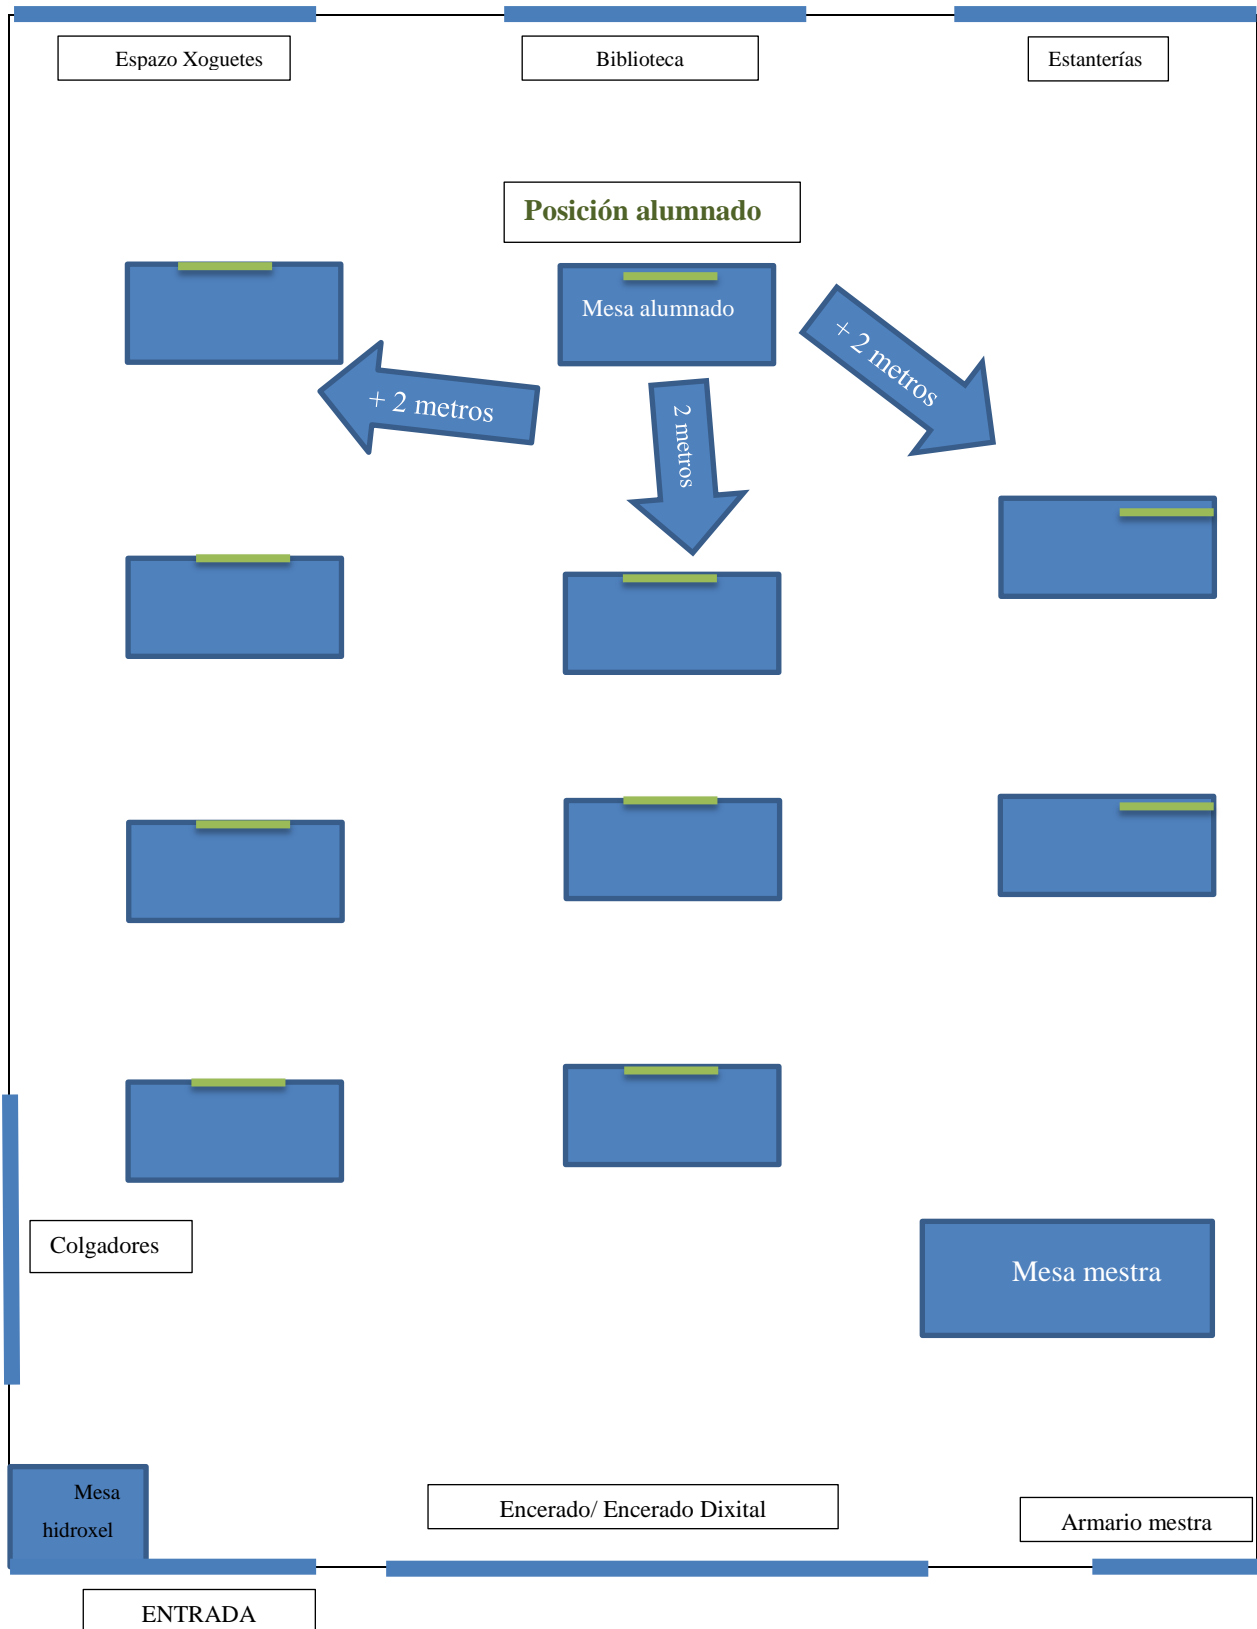 Espazo Xoguetes
Biblioteca
Estanterías
Posición alumnado
Mesa alumnado
+ 2 metros
+ 2 metros
2 metros
Colgadores
Mesa mestra
Mesa
hidroxel
Encerado/ Encerado Dixital
Armario mestra
ENTRADA